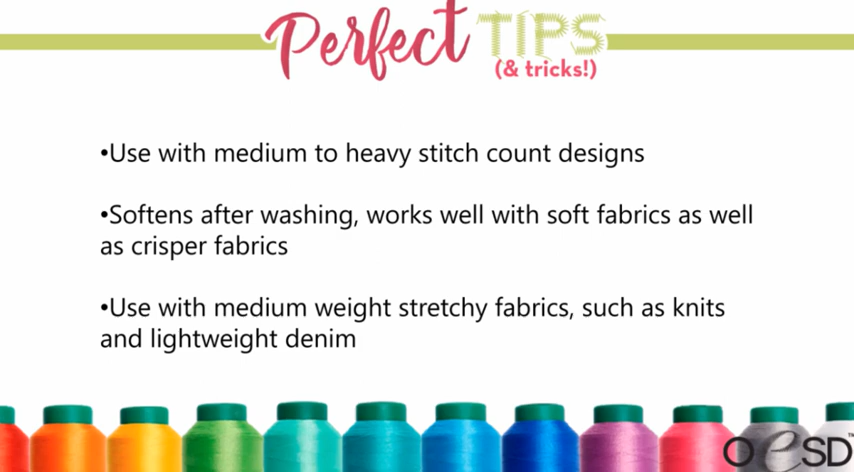 Perfect TIPS
(& tricks!)
•Use with medium to heavy stitch count designs
•Softens after washing, works well with soft fabrics as well
as crisper fabrics
•Use with medium weight stretchy fabrics, such as knits
and lightweight denim
OeSD™